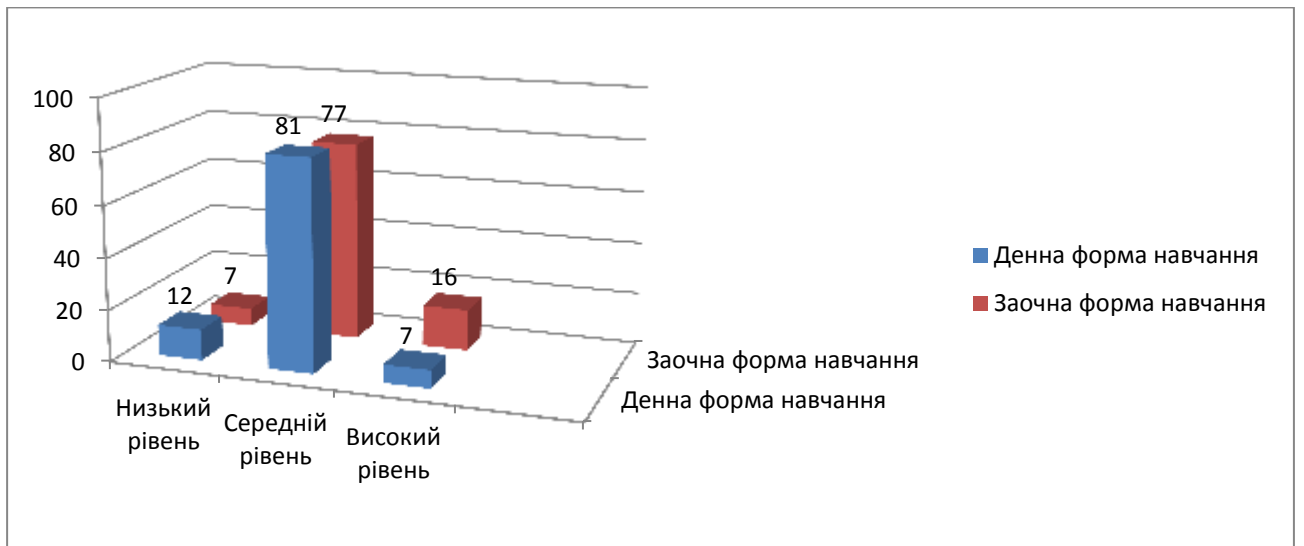 100
80
60
40
20
0
81
77
12
7
16
7
Низький
рівень
Середній
рівень
Високий
рівень
Заочна форма навчання
Денна форма навчання
Денна форма навчання
Заочна форма навчання